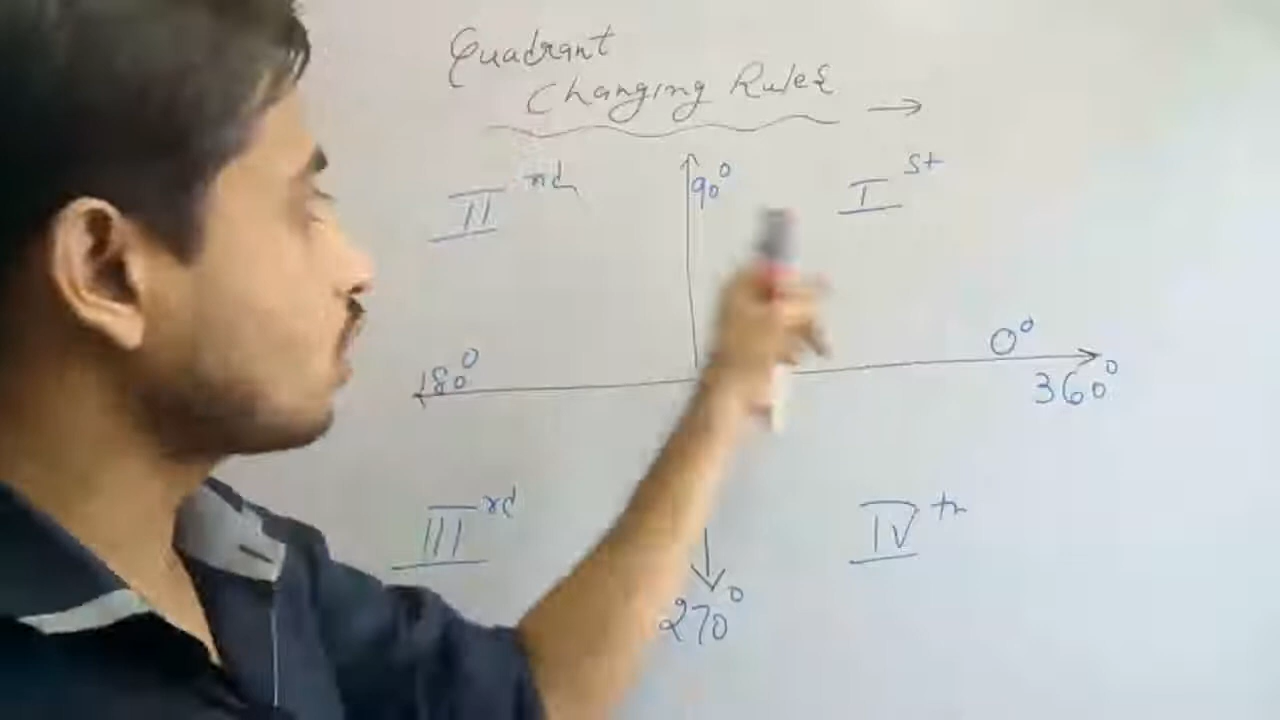 Quadrant
Changing Rules →
II nd
90°
I st
180°
0°
360°
III rd
IV th
270°